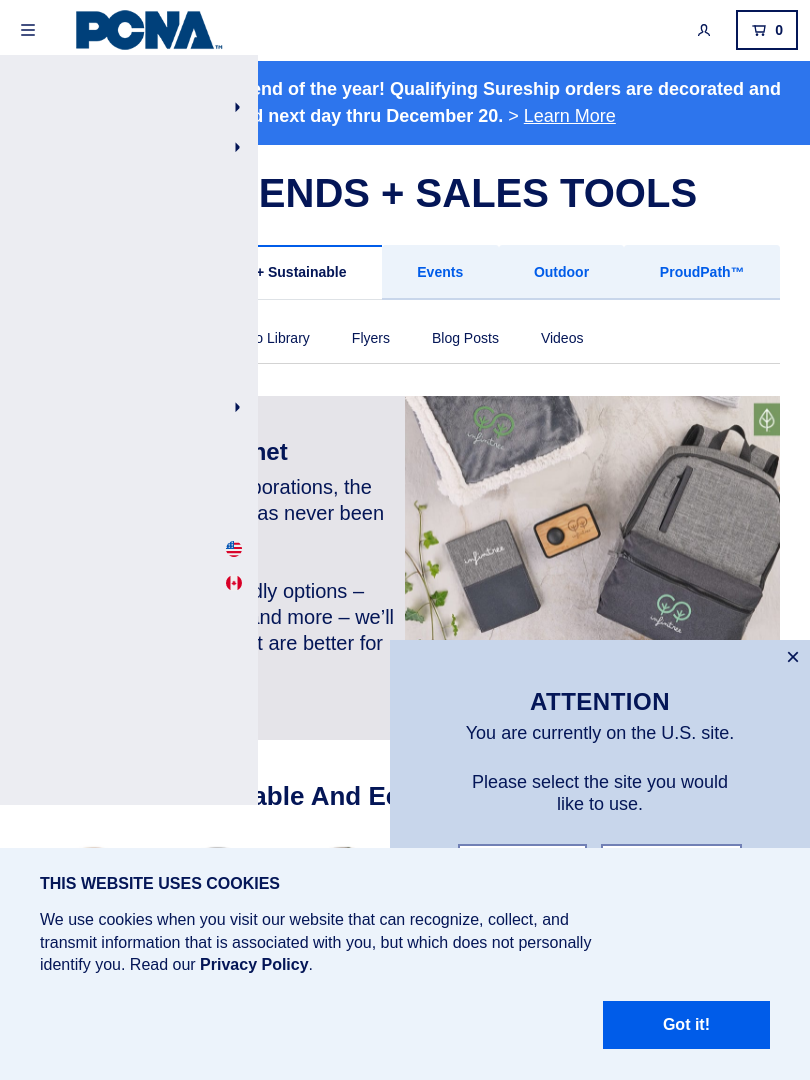 PCNA™
0
end of the year! Qualifying Sureship orders are decorated and
next day thru December 20. > Learn More
ENDS + SALES TOOLS
+ Sustainable
Events
Outdoor
ProudPath™
Library
Flyers
Blog Posts
Videos
infinitree
infinitree
infinitree
porations, the
as never been
dly options –
and more – we'll
t are better for
×
ATTENTION
You are currently on the U.S. site.
Please select the site you would
like to use.
able And
THIS WEBSITE USES COOKIES
We use cookies when you visit our website that can recognize, collect, and
transmit information that is associated with you, but which does not personally
identify you. Read our Privacy Policy.
Got it!